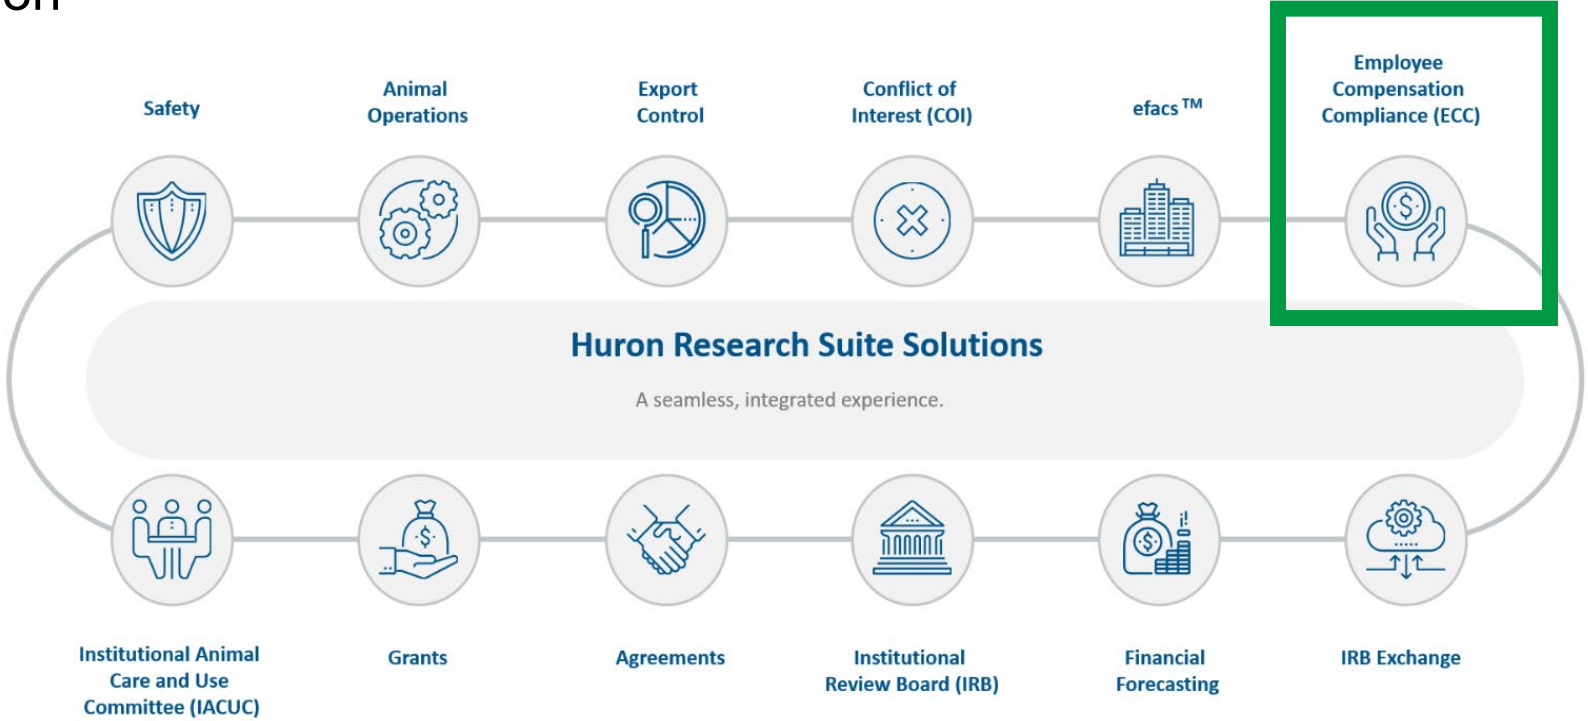 on
Safety
Animal
Operations
Export
Control
Conflict of
Interest (COI)
efacs™
Employee
Compensation
Compliance (ECC)
Huron Research Suite Solutions
A seamless, integrated experience.
Institutional Animal
Care and Use
Committee (IACUC)
Grants
Agreements
Institutional
Review Board (IRB)
Financial
Forecasting
IRB Exchange